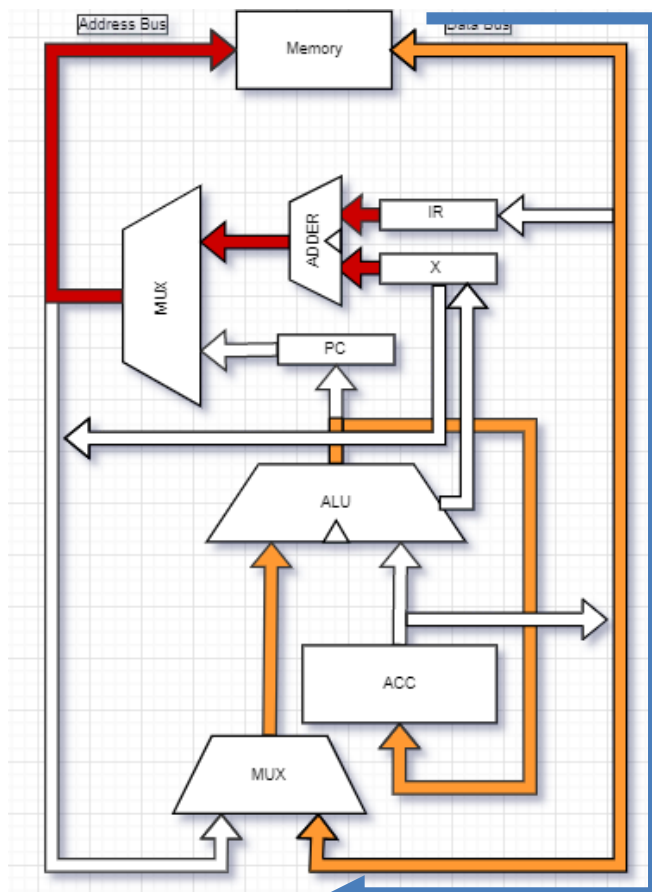 Address Bus
Data Bus
Memory
IR
ADDER
X
MUX
PC
ALU
ACC
MUX